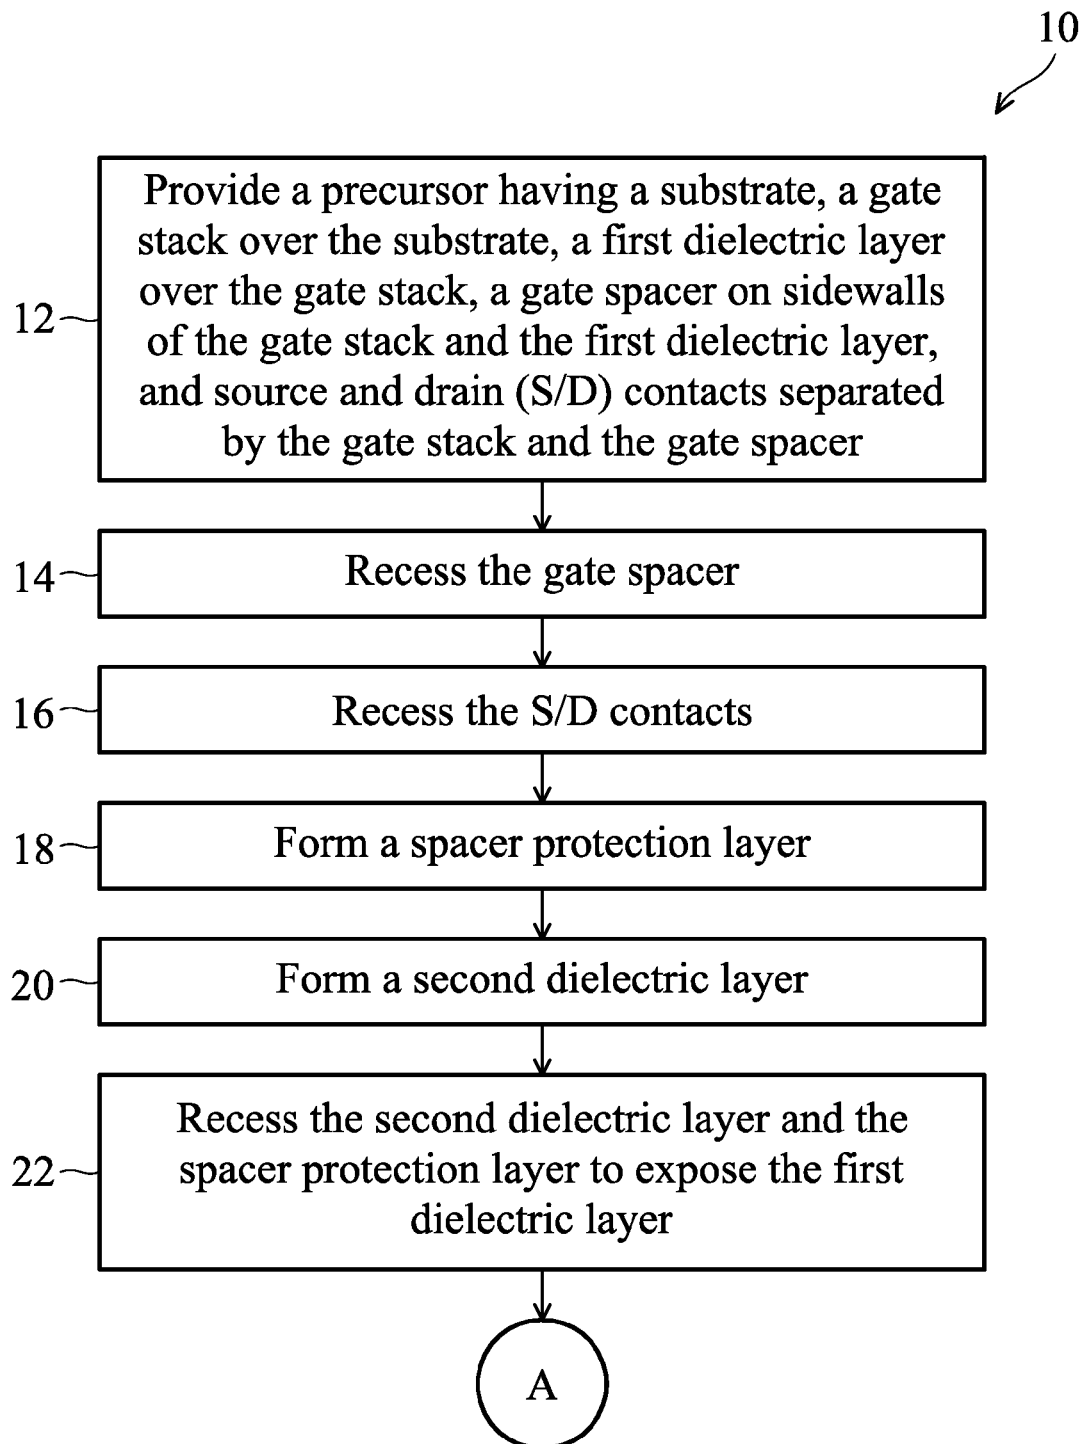 10
Provide a precursor having a substrate, a gate
stack over the substrate, a first dielectric layer
over the gate stack, a gate spacer on sidewalls
of the gate stack and the first dielectric layer,
and source and drain (S/D) contacts separated
by the gate stack and the gate spacer
12
Recess the gate spacer
14
Recess the S/D contacts
16
Form a spacer protection layer
18
Form a second dielectric layer
20
Recess the second dielectric layer and the
spacer protection layer to expose the first
dielectric layer
22
A